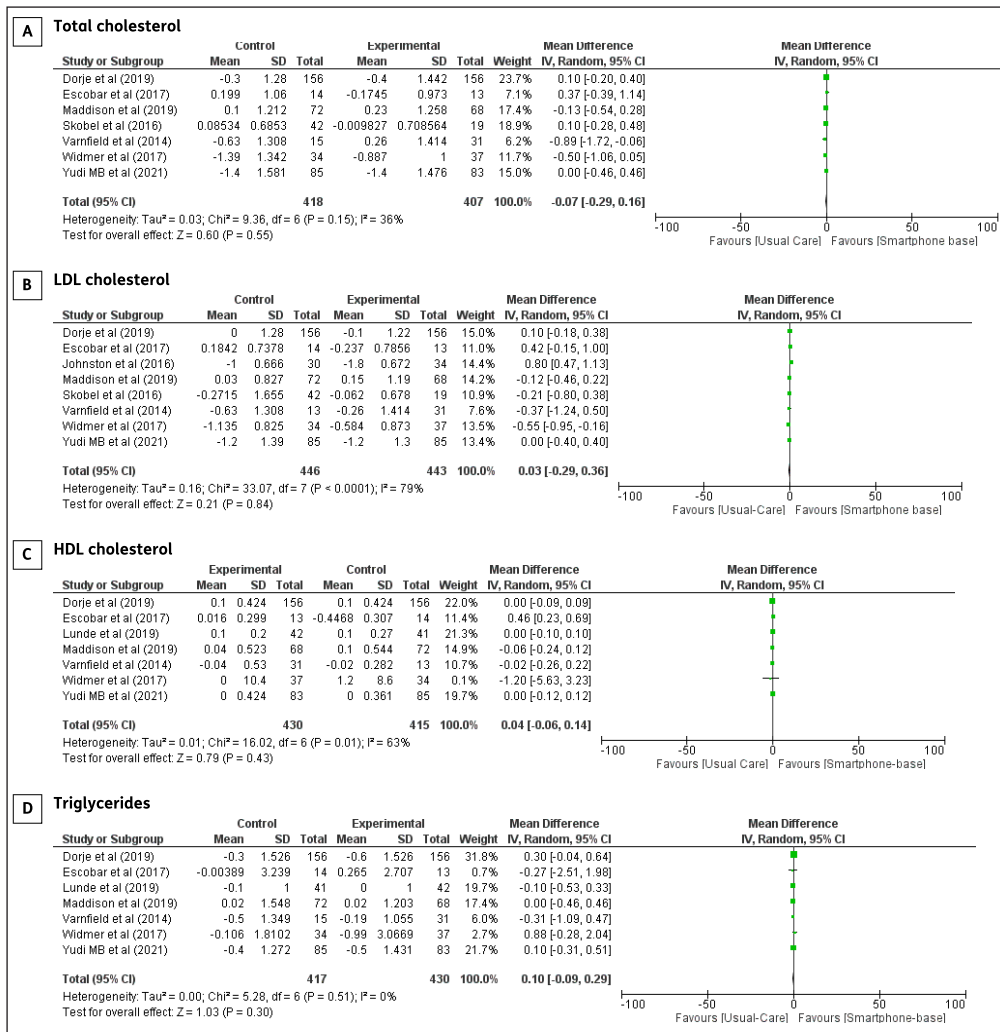 A Total cholesterol
Control Experimental Mean Difference Mean Difference
Study or Subgroup Mean SD Total Mean SD Total Weight IV, Random, 95% CI IV, Random, 95% CI
Dorje et al (2019) -0.3 1.28 156 -0.4 1.442 156 23.7% 0.10 [-0.20, 0.40]
Escobar et al (2017) 0.199 1.06 14 -0.1745 0.973 13 7.1% 0.37 [-0.39, 1.14]
Maddison et al (2019) 0.1 1.212 72 0.23 1.258 68 17.4% -0.13 [-0.54, 0.28]
Skobel et al (2016) 0.08534 0.6853 42 -0.009827 0.708564 19 18.9% 0.10 [-0.28, 0.48]
Varnfield et al (2014) -0.63 1.308 15 0.26 1.414 31 6.2% -0.89 [-1.72, -0.06]
Widmer et al (2017) -1.39 1.342 34 -0.887 1 37 11.7% -0.50 [-1.06, 0.05]
Yudi MB et al (2021) -1.4 1.581 85 -1.4 1.476 83 15.0% 0.00 [-0.46, 0.46]
Total (95% CI) 418 407 100.0% -0.07 [-0.29, 0.16]
Heterogeneity: Tau² = 0.03; Chi² = 9.36, df = 6 (P = 0.15); I² = 36%
Test for overall effect: Z = 0.60 (P = 0.55)
-100 -50 0 50 100
Favours [Usual Care] Favours [Smartphone base]
B LDL cholesterol
Control Experimental Mean Difference Mean Difference
Study or Subgroup Mean SD Total Mean SD Total Weight IV, Random, 95% CI IV, Random, 95% CI
Dorje et al (2019) 0 1.28 156 -0.1 1.22 156 15.0% 0.10 [-0.18, 0.38]
Escobar et al (2017) 0.1842 0.7378 14 -0.237 0.7856 13 11.0% 0.42 [-0.15, 1.00]
Johnston et al (2016) -1 0.666 30 -1.8 0.672 34 14.4% 0.80 [0.47, 1.13]
Maddison et al (2019) 0.03 0.827 72 0.15 1.19 68 14.2% -0.12 [-0.46, 0.22]
Skobel et al (2016) -0.2715 1.655 42 -0.062 0.678 19 10.9% -0.21 [-0.80, 0.38]
Varnfield et al (2014) -0.63 1.308 13 -0.26 1.414 31 7.6% -0.37 [-1.24, 0.50]
Widmer et al (2017) -1.135 0.825 34 -0.584 0.873 37 13.5% -0.55 [-0.95, -0.16]
Yudi MB et al (2021) -1.2 1.39 85 -1.2 1.3 85 13.4% 0.00 [-0.40, 0.40]
Total (95% CI) 446 443 100.0% 0.03 [-0.29, 0.36]
Heterogeneity: Tau² = 0.16; Chi² = 33.07, df = 7 (P < 0.0001); I² = 79%
Test for overall effect: Z = 0.21 (P = 0.84)
-100 -50 0 50 100
Favours [Usual-Care] Favours [Smartphone base]
C HDL cholesterol
Experimental Control Mean Difference Mean Difference
Study or Subgroup Mean SD Total Mean SD Total Weight IV, Random, 95% CI IV, Random, 95% CI
Dorje et al (2019) 0.1 0.424 156 0.1 0.424 156 22.0% 0.00 [-0.09, 0.09]
Escobar et al (2017) 0.016 0.299 13 -0.4468 0.307 14 11.4% 0.46 [0.23, 0.69]
Lunde et al (2019) 0.1 0.2 42 0.1 0.27 41 21.3% 0.00 [-0.10, 0.10]
Maddison et al (2019) 0.04 0.523 68 0.1 0.544 72 14.9% -0.06 [-0.24, 0.12]
Varnfield et al (2014) -0.04 0.53 31 -0.02 0.282 13 10.7% -0.02 [-0.26, 0.22]
Widmer et al (2017) 0 10.4 37 1.2 8.6 34 0.1% -1.20 [-5.63, 3.23]
Yudi MB et al (2021) 0 0.424 83 0 0.361 85 19.7% 0.00 [-0.12, 0.12]
Total (95% CI) 430 415 100.0% 0.04 [-0.06, 0.14]
Heterogeneity: Tau² = 0.01; Chi² = 16.02, df = 6 (P = 0.01); I² = 63%
Test for overall effect: Z = 0.79 (P = 0.43)
-100 -50 0 50 100
Favours [Usual Care] Favours [Smartphone-base]
D Triglycerides
Control Experimental Mean Difference Mean Difference
Study or Subgroup Mean SD Total Mean SD Total Weight IV, Random, 95% CI IV, Random, 95% CI
Dorje et al (2019) -0.3 1.526 156 -0.6 1.526 156 31.8% 0.30 [-0.04, 0.64]
Escobar et al (2017) -0.00389 3.239 14 0.265 2.707 13 0.7% -0.27 [-2.51, 1.98]
Lunde et al (2019) -0.1 1 41 0 1 42 19.7% -0.10 [-0.53, 0.33]
Maddison et al (2019) 0.02 1.548 72 0.02 1.203 68 17.4% 0.00 [-0.46, 0.46]
Varnfield et al (2014) -0.5 1.349 15 -0.19 1.055 31 6.0% -0.31 [-1.09, 0.47]
Widmer et al (2017) -0.106 1.8102 34 -0.99 3.0669 37 2.7% 0.88 [-0.28, 2.04]
Yudi MB et al (2021) -0.4 1.272 85 -0.5 1.431 83 21.7% 0.10 [-0.31, 0.51]
Total (95% CI) 417 430 100.0% 0.10 [-0.09, 0.29]
Heterogeneity: Tau² = 0.00; Chi² = 5.28, df = 6 (P = 0.51); I² = 0%
Test for overall effect: Z = 1.03 (P = 0.30)
-100 -50 0 50 100
Favours [Usual-Care] Favours [Smartphone-base]